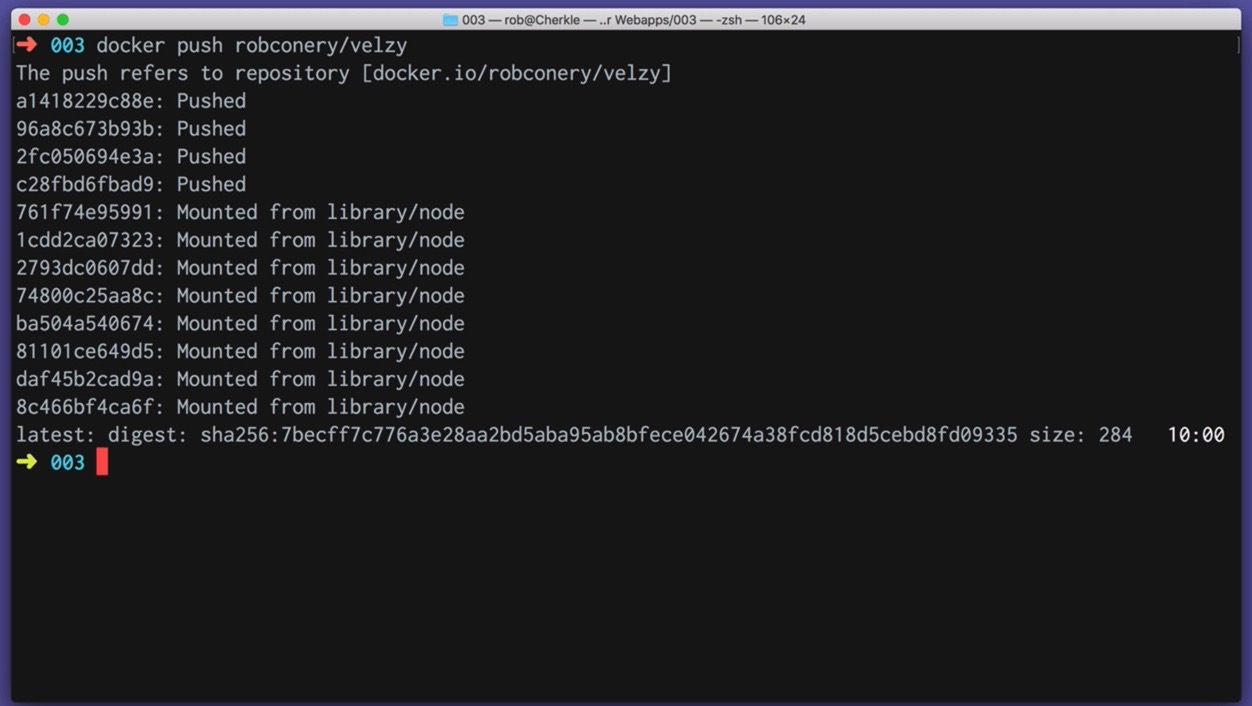 003 — rob@Cherkle — ..r Webapps/003 — -zsh — 106×24
➜ 003 docker push robconery/velzy
The push refers to repository [docker.io/robconery/velzy]
a1418229c88e: Pushed
96a8c673b93b: Pushed
2fc050694e3a: Pushed
c28fbd6fbad9: Pushed
761f74e95991: Mounted from library/node
1cdd2ca07323: Mounted from library/node
2793dc0607dd: Mounted from library/node
74800c25aa8c: Mounted from library/node
ba504a540674: Mounted from library/node
81101ce649d5: Mounted from library/node
daf45b2cad9a: Mounted from library/node
8c466bf4ca6f: Mounted from library/node
latest: digest: sha256:7becff7c776a3e28aa2bd5aba95ab8bfece042674a38fcd818d5cebd8fd09335 size: 284 10:00
➜ 003